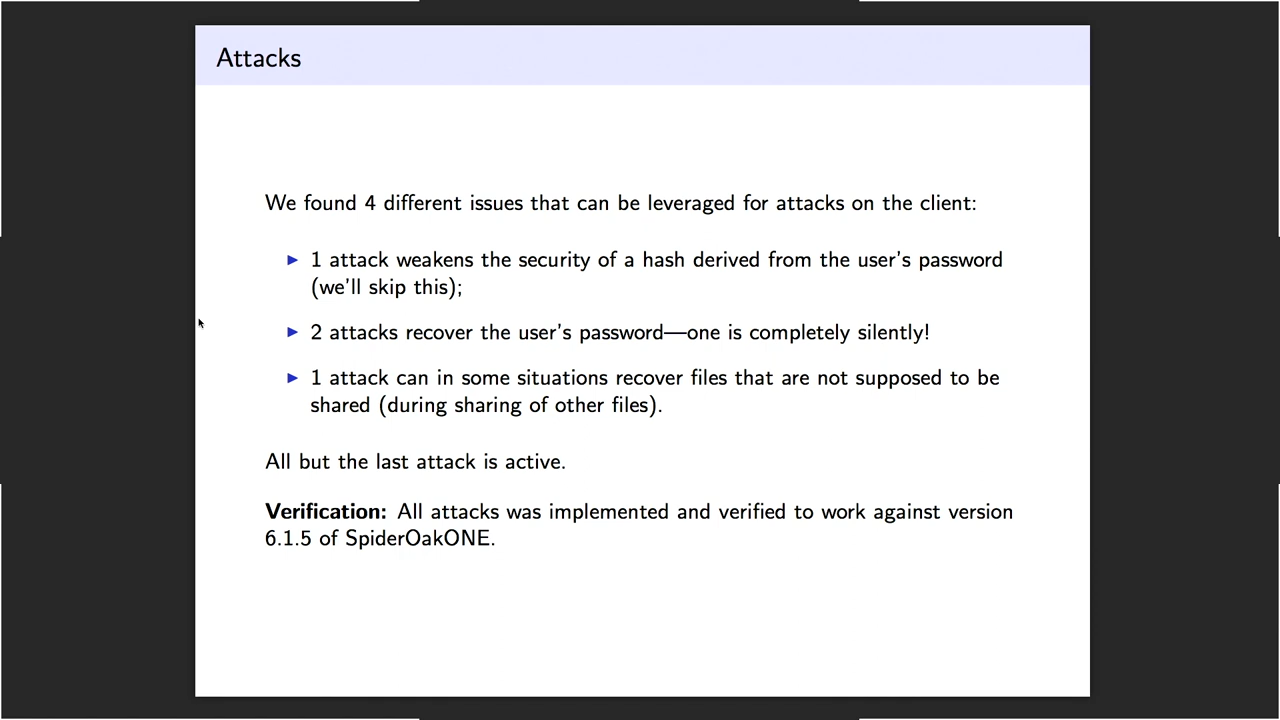 Attacks
We found 4 different issues that can be leveraged for attacks on the client:
▶ 1 attack weakens the security of a hash derived from the user's password
(we'll skip this);
▶ 2 attacks recover the user's password—one is completely silently!
▶ 1 attack can in some situations recover files that are not supposed to be
shared (during sharing of other files).
All but the last attack is active.
Verification: All attacks was implemented and verified to work against version
6.1.5 of SpiderOakONE.